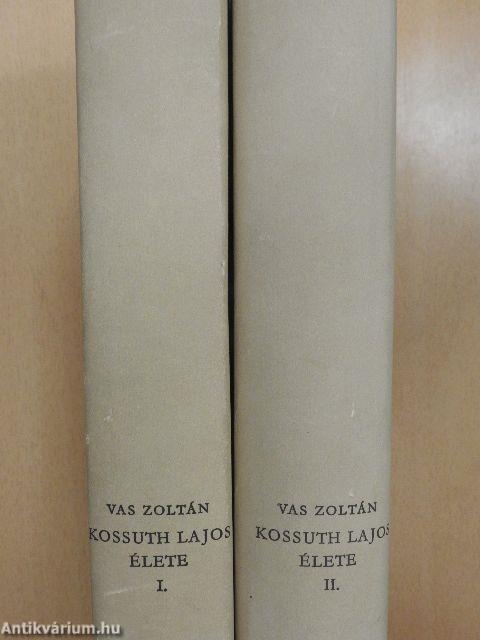 VAS ZOLTÁN
KOSSUTH LAJOS
ÉLETE
I.
VAS ZOLTÁN
KOSSUTH LAJOS
ÉLETE
II.
Antikvárium.hu